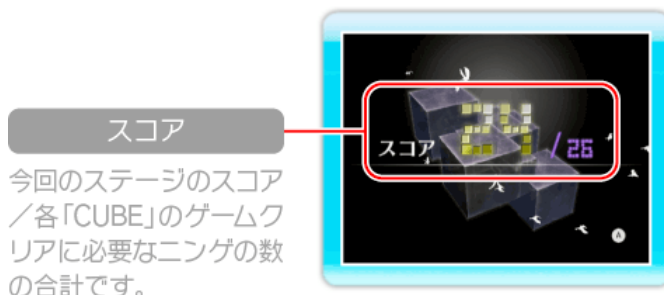 スコア
今回のステージのスコア
／各「CUBE」のゲームク
リアに必要なニンゲの数
の合計です。
スコア 24/26
A